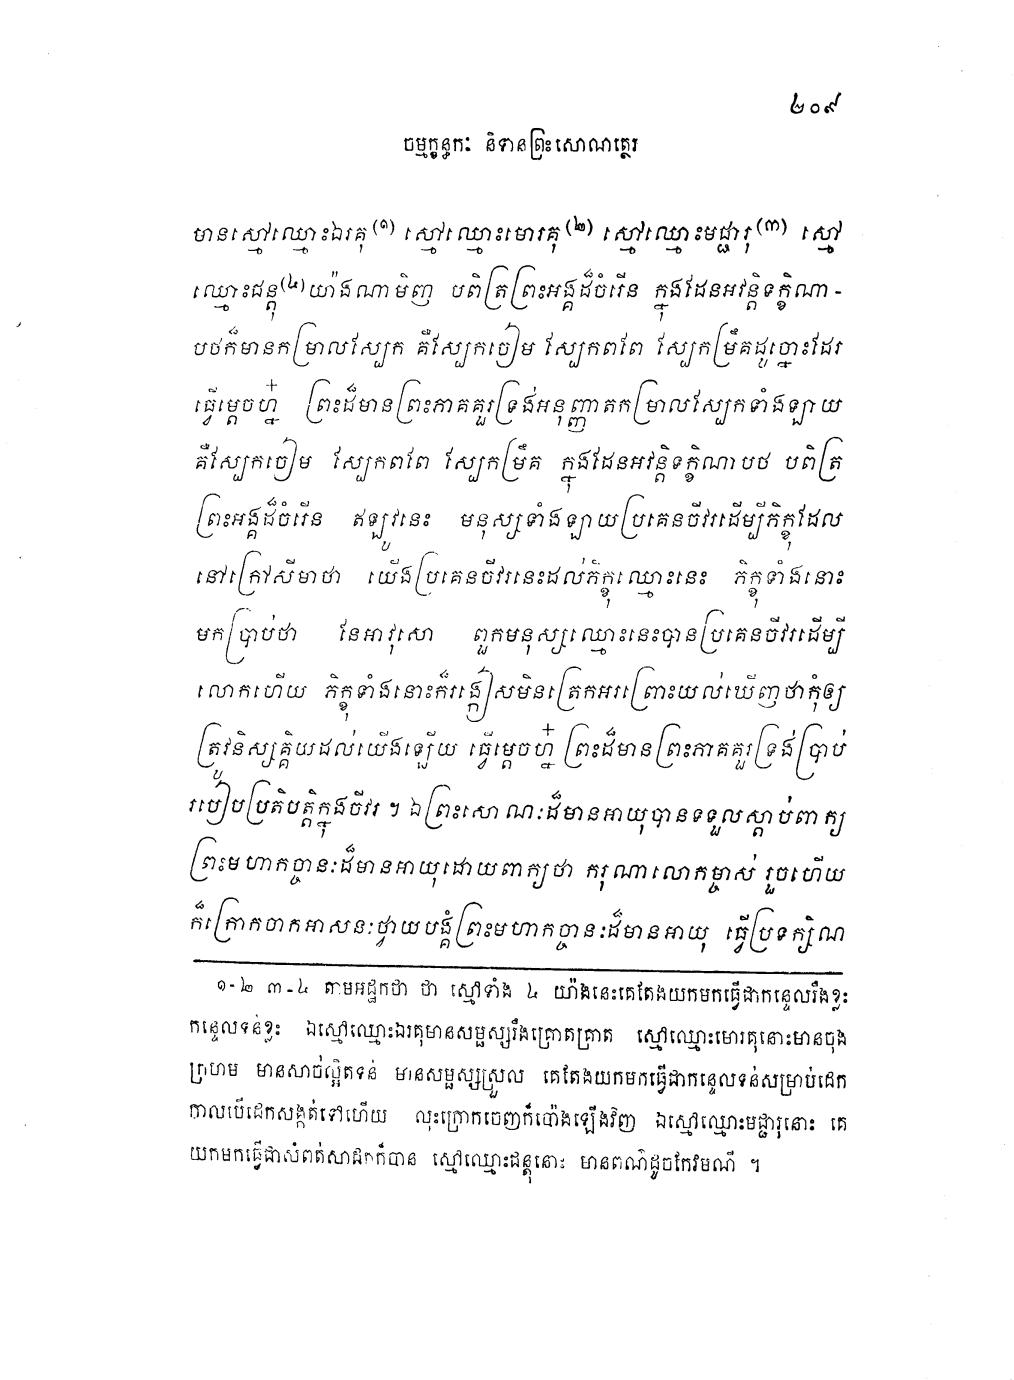 ២០៩
ចម្មក្ខន្ធកៈ និទានព្រះសោណត្ថេរ
មានស្មៅឈ្មោះឯរគុ(១) ស្មៅឈ្មោះមោរគុ(២) ស្មៅឈ្មោះមជ្ជារុ(៣) ស្មៅ
ឈ្មោះជន្តុ(៤)យ៉ាងណាមិញ បពិត្រព្រះអង្គដ៏ចំរើន ក្នុងដែនអវន្តិទក្ខិណា-
បថក៏មានកម្រាលស្បែក គឺស្បែកចៀម ស្បែកពពែ ស្បែកម្រឹគដូច្នោះដែរ
ធ្វើម្តេចហ្ន៎ ព្រះដ៏មានព្រះភាគគួរទ្រង់អនុញ្ញាតកម្រាលស្បែកទាំងឡាយ
គឺស្បែកចៀម ស្បែកពពែ ស្បែកម្រឹគ ក្នុងដែនអវន្តិទក្ខិណាបថ បពិត្រ
ព្រះអង្គដ៏ចំរើន ឥឡូវនេះ មនុស្សទាំងឡាយប្រគេនចីវរដើម្បីភិក្ខុដែល
នៅក្រៅសីមាថា យើងប្រគេនចីវរនេះដល់ភិក្ខុឈ្មោះនេះ ភិក្ខុទាំងនោះ
មកប្រាប់ថា នែអាវុសោ ពួកមនុស្សឈ្មោះនេះបានប្រគេនចីវរដើម្បី
លោកហើយ ភិក្ខុទាំងនោះក៏រង្កៀសមិនត្រេកអរព្រោះយល់ឃើញថាកុំឲ្យ
ត្រូវនិស្សគ្គិយដល់យើងឡើយ ធ្វើម្តេចហ្ន៎ ព្រះដ៏មានព្រះភាគគួរទ្រង់ប្រាប់
របៀបប្រតិបត្តិក្នុងចីវរ ។ ឯព្រះសោណៈដ៏មានអាយុបានទទួលស្តាប់ពាក្យ
ព្រះមហាកច្ចានៈដ៏មានអាយុដោយពាក្យថា ករុណាលោកម្ចាស់ រួចហើយ
ក៏ក្រោកចាកអាសនៈថ្វាយបង្គំព្រះមហាកច្ចានៈដ៏មានអាយុ ធ្វើប្រទក្សិណ
១-២ ៣-៤ តាមអដ្ឋកថា ថា ស្មៅទាំង ៤ យ៉ាងនេះគេតែងយកមកធ្វើជាកន្ទេលរឹងខ្លះ
កន្ទេលទន់ខ្លះ ឯស្មៅឈ្មោះឯរគុមានសម្ផស្សរឹងគ្រោតគ្រាត ស្មៅឈ្មោះមោរគុនោះមានចុង
ក្រហម មានសាច់ល្អិតទន់ មានសម្ផស្សស្រួល គេតែងយកមកធ្វើជាកន្ទេលទន់សម្រាប់ដេក
កាលបើដេកសង្កត់ទៅហើយ លុះក្រោកចេញក៏ប៉ោងឡើងវិញ ឯស្មៅឈ្មោះមជ្ជារុនោះ គេ
យកមកធ្វើជាសំពត់សាដកក៏បាន ស្មៅឈ្មោះជន្តុនោះ មានពណ៌ដូចកែវមណី ។